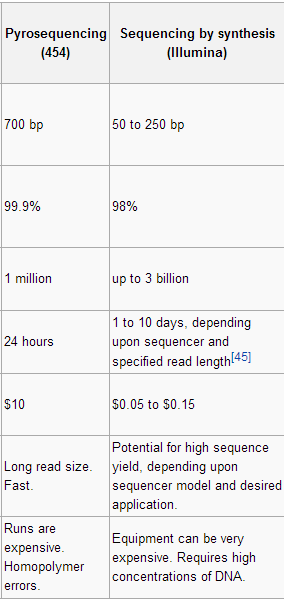 Pyrosequencing
(454)
Sequencing by synthesis
(Illumina)
700 bp
50 to 250 bp
99.9%
98%
1 million
up to 3 billion
24 hours
1 to 10 days, depending
upon sequencer and
specified read length[45]
$10
$0.05 to $0.15
Long read size.
Fast.
Potential for high sequence
yield, depending upon
sequencer model and desired
application.
Runs are
expensive.
Homopolymer
errors.
Equipment can be very
expensive. Requires high
concentrations of DNA.